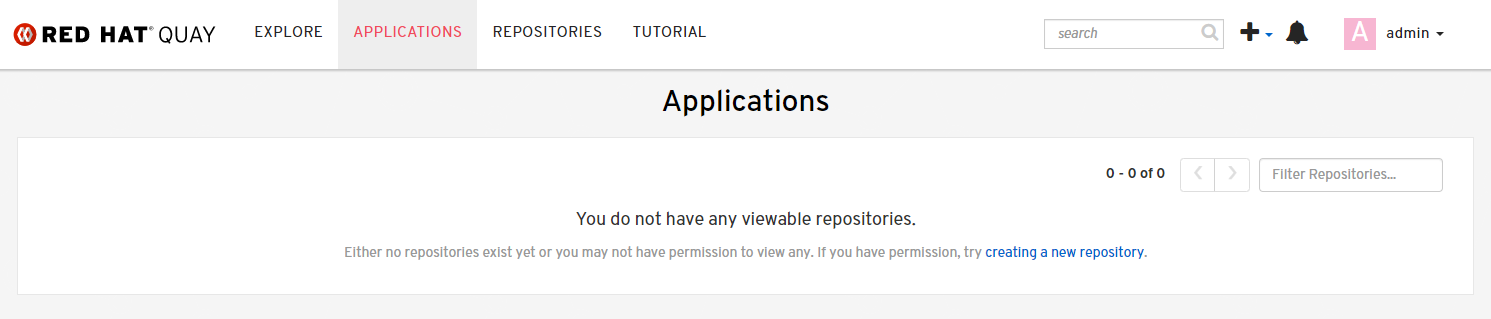 RED HAT® QUAY EXPLORE APPLICATIONS REPOSITORIES TUTORIAL search A admin
Applications
0 - 0 of 0 Filter Repositories...
You do not have any viewable repositories.
Either no repositories exist yet or you may not have permission to view any. If you have permission, try creating a new repository.